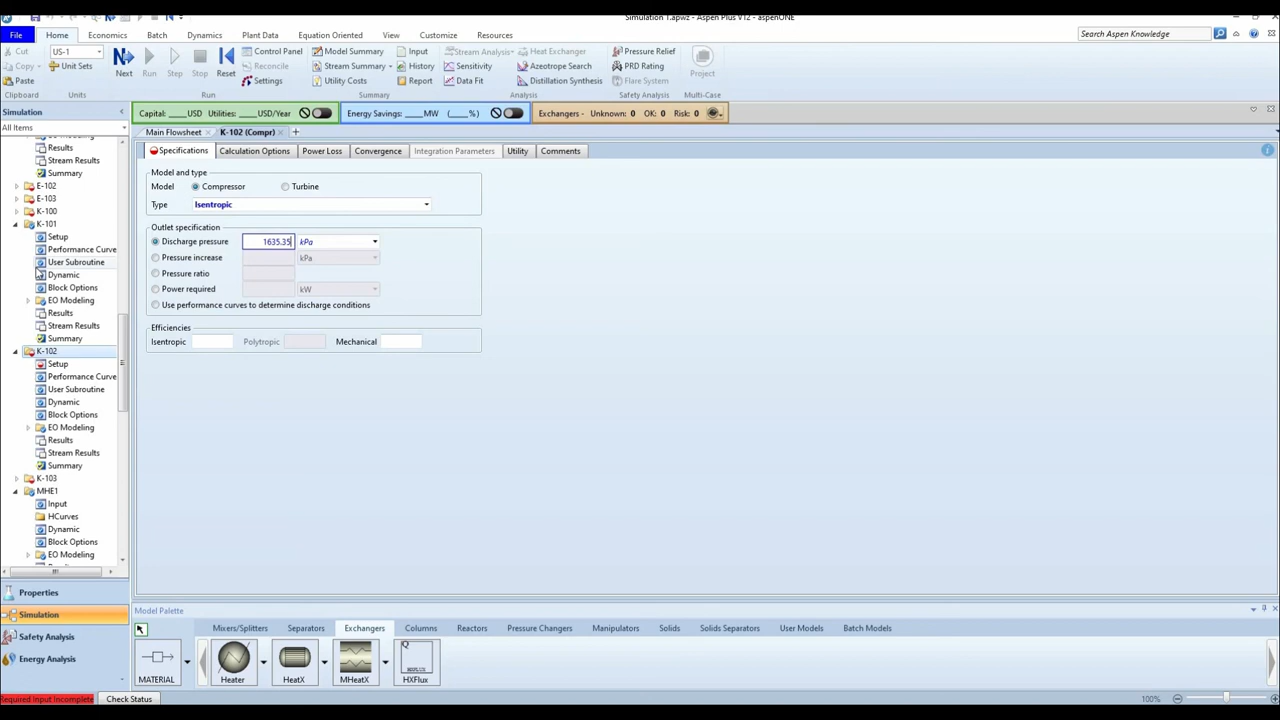 Simulation 1.apwz - Aspen Plus V12 - aspenONE
File Home Economics Batch Dynamics Plant Data Equation Oriented View Customize Resources Search Aspen Knowledge
Cut US-1 Control Panel Model Summary Input Stream Analysis Heat Exchanger Pressure Relief
Copy Unit Sets Next Run Step Stop Reset Reconcile Stream Summary History Sensitivity Azeotrope Search PRD Rating Project
Paste Settings Utility Costs Report Data Fit Distillation Synthesis Flare System
Clipboard Units Run Summary Analysis Safety Analysis Multi-Case
Simulation Capital: ____USD Utilities: ____USD/Year Energy Savings: ____MW (____%) Exchangers - Unknown: 0 OK: 0 Risk: 0
All Items Main Flowsheet K-102 (Compr)
Results
Stream Results
Summary
E-102
E-103
K-100
K-101
Setup
Performance Curve
User Subroutine
Dynamic
Block Options
EO Modeling
Results
Stream Results
Summary
K-102
Setup
Performance Curve
User Subroutine
Dynamic
Block Options
EO Modeling
Results
Stream Results
Summary
K-103
MHE1
Input
HCurves
Dynamic
Block Options
EO Modeling
Properties
Simulation
Safety Analysis
Energy Analysis
Specifications Calculation Options Power Loss Convergence Integration Parameters Utility Comments
Model and type
Model Compressor Turbine
Type Isentropic
Outlet specification
Discharge pressure 1635.35 kPa
Pressure increase kPa
Pressure ratio
Power required kW
Use performance curves to determine discharge conditions
Efficiencies
Isentropic Polytropic Mechanical
Model Palette
Mixers/Splitters Separators Exchangers Columns Reactors Pressure Changers Manipulators Solids Solids Separators User Models Batch Models
Q
HXFLUX
MATERIAL Heater HeatX MHeatX HXFlux
Required Input Incomplete Check Status 100%